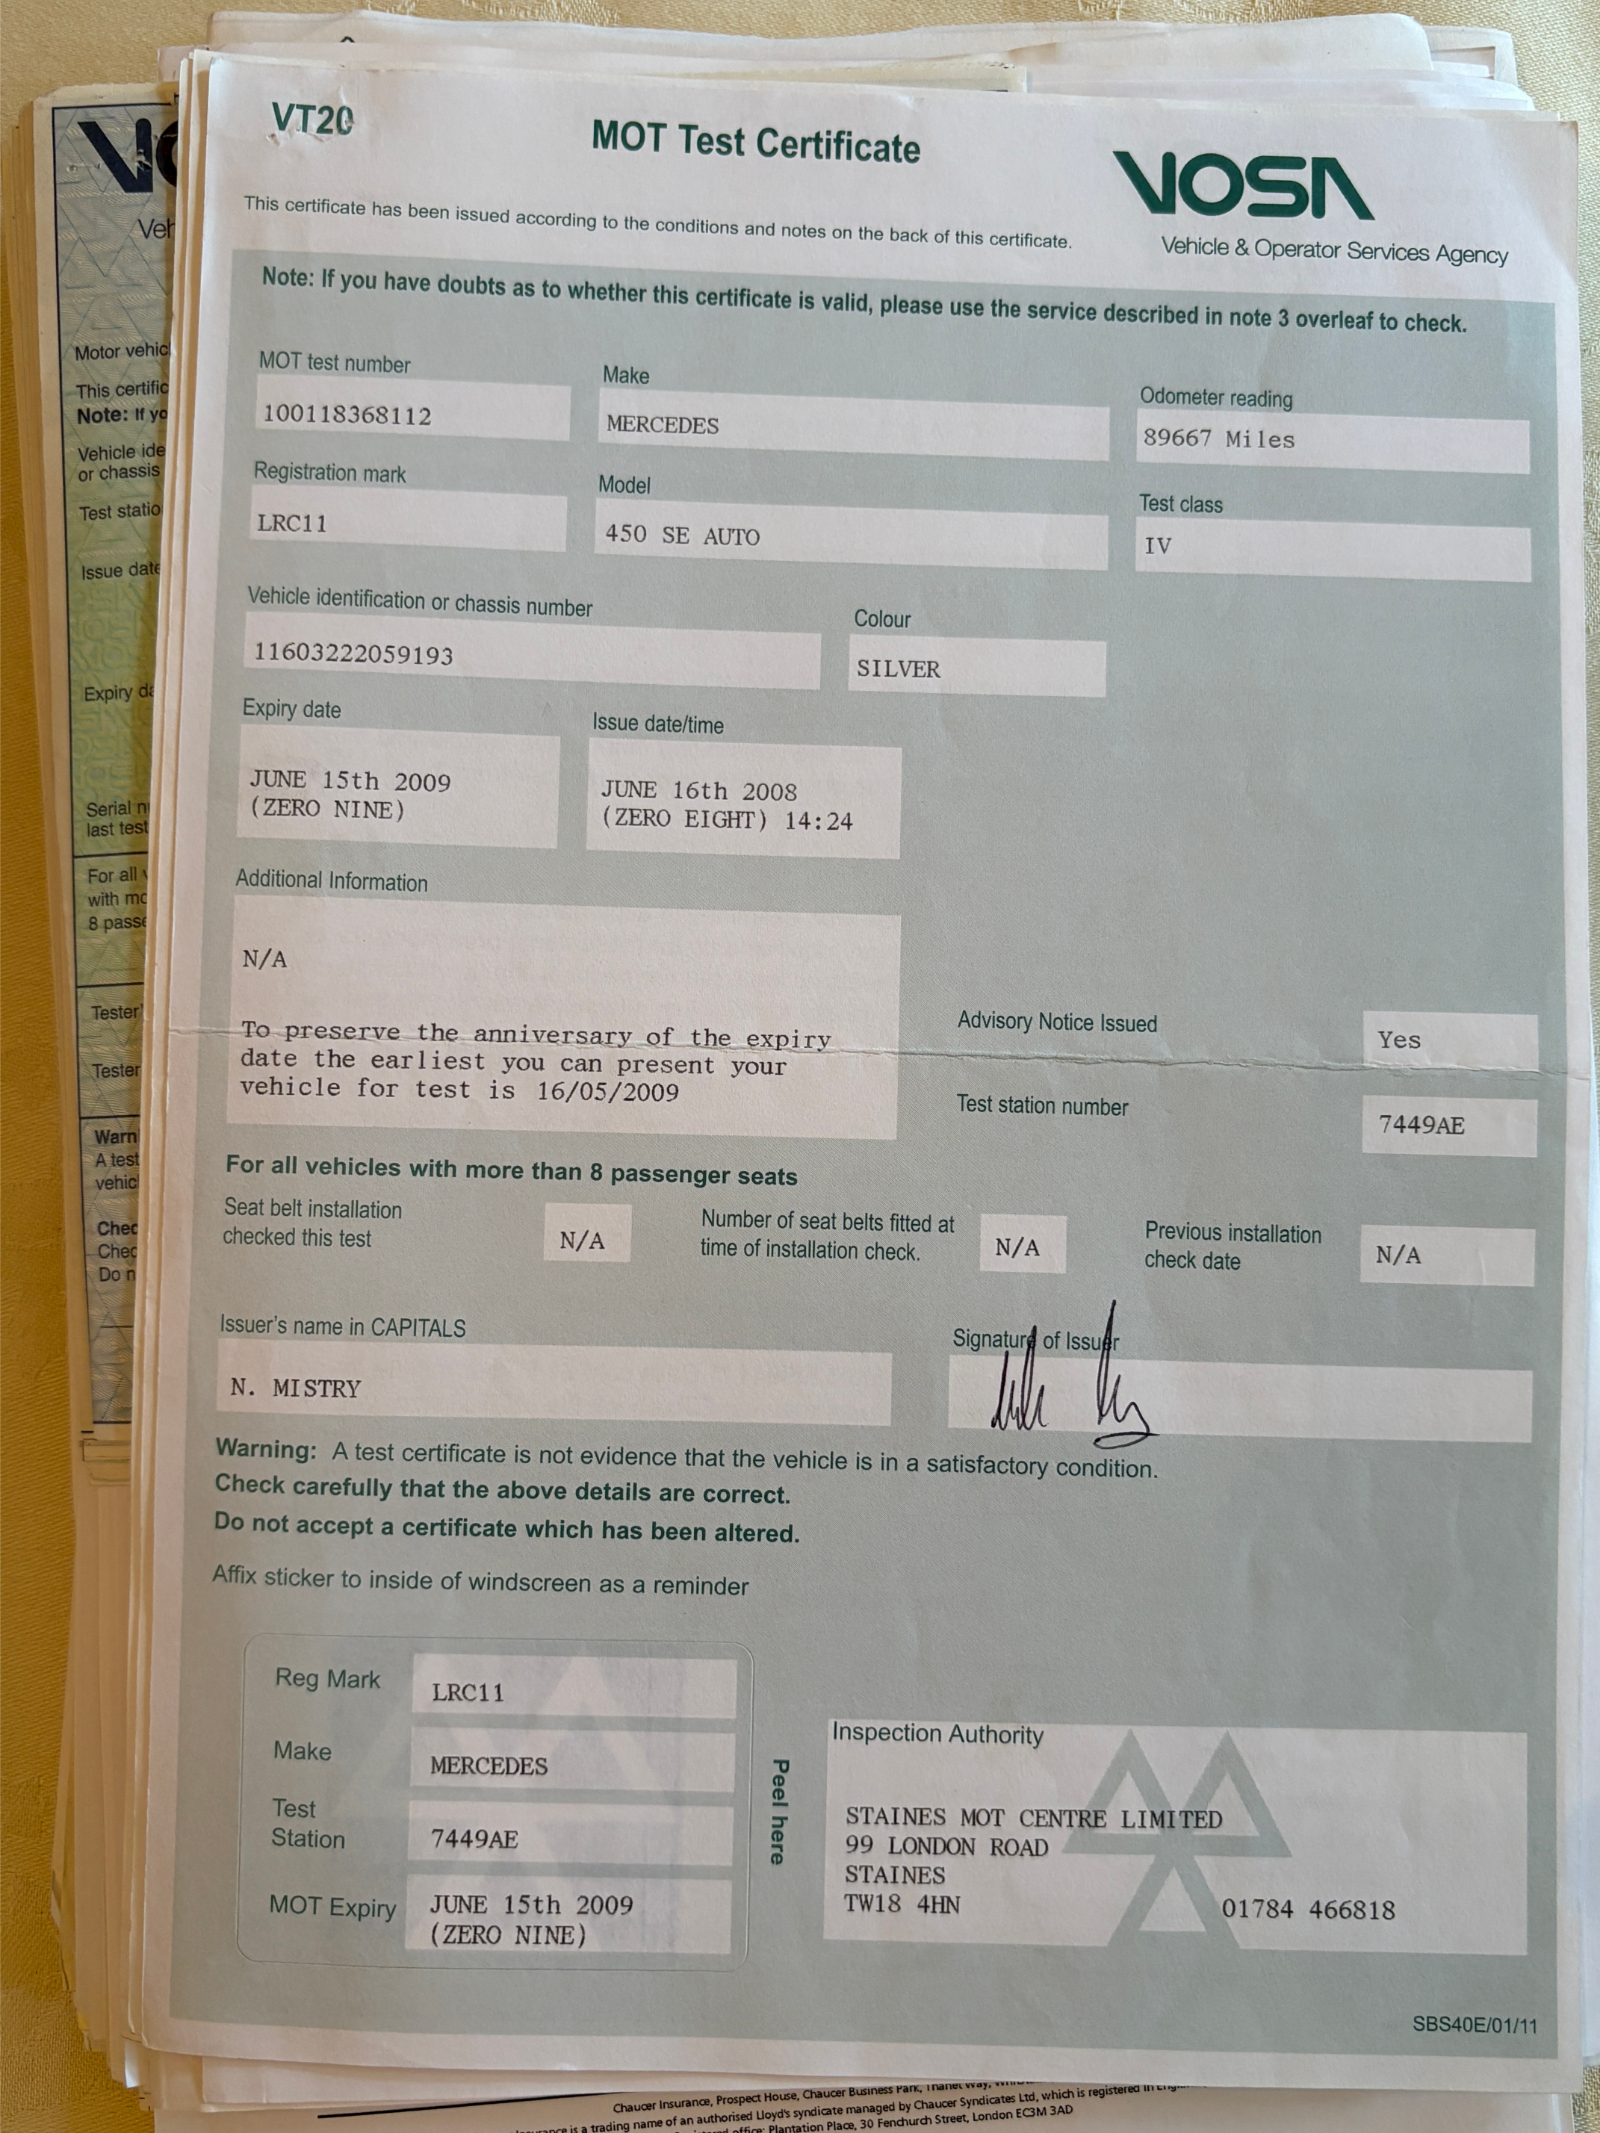 VT20
MOT Test Certificate
VOSA
Vehicle & Operator Services Agency
This certificate has been issued according to the conditions and notes on the back of this certificate.
Note: If you have doubts as to whether this certificate is valid, please use the service described in note 3 overleaf to check.
MOT test number
100118368112
Make
MERCEDES
Odometer reading
89667 Miles
Registration mark
LRC11
Model
450 SE AUTO
Test class
IV
Vehicle identification or chassis number
11603222059193
Colour
SILVER
Expiry date
JUNE 15th 2009
(ZERO NINE)
Issue date/time
JUNE 16th 2008
(ZERO EIGHT) 14:24
Additional Information
N/A
To preserve the anniversary of the expiry
date the earliest you can present your
vehicle for test is 16/05/2009
Advisory Notice Issued
Yes
Test station number
7449AE
For all vehicles with more than 8 passenger seats
Seat belt installation
checked this test
N/A
Number of seat belts fitted at
time of installation check.
N/A
Previous installation
check date
N/A
Issuer's name in CAPITALS
N. MISTRY
Signature of Issuer
Warning: A test certificate is not evidence that the vehicle is in a satisfactory condition.
Check carefully that the above details are correct.
Do not accept a certificate which has been altered.
Affix sticker to inside of windscreen as a reminder
Reg Mark
LRC11
Make
MERCEDES
Test
Station
7449AE
MOT Expiry
JUNE 15th 2009
(ZERO NINE)
Peel here
Inspection Authority
STAINES MOT CENTRE LIMITED
99 LONDON ROAD
STAINES
TW18 4HN
01784 466818
SBS40E/01/11
Motor
This
Note: If
Vehicle
or chassis
Test
Issue
Expiry
Serial
last test
For all
with
8
Tester
A test
Do
Chaucer Insurance, Prospect House, Chaucer Business Park, Thanet Way,
is a trading name of an authorised Lloyd's syndicate managed by Chaucer Syndicates Ltd, which is registered in
office: Plantation Place, 30 Fenchurch Street, London EC3M 3AD